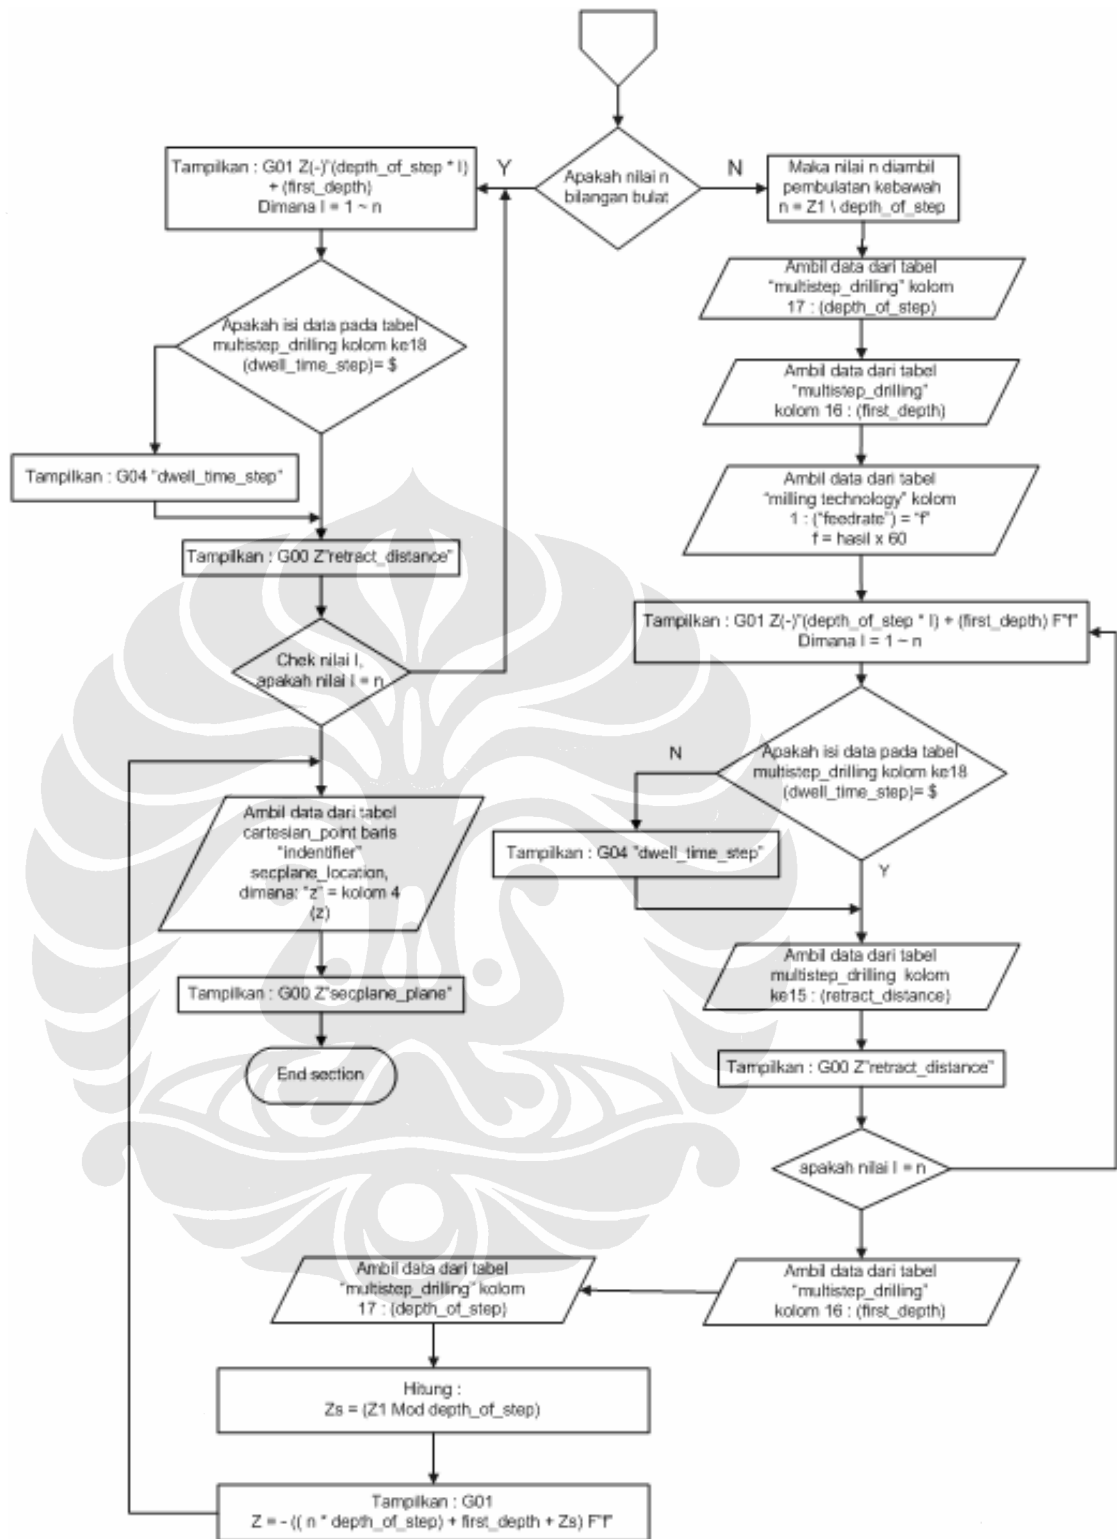 Apakah nilai n
bilangan bulat
Y
N
Tampilkan : G01 Z(-)"(depth_of_step * I)
+ (first_depth)
Dimana I = 1 ~ n
Apakah isi data pada tabel
multistep_drilling kolom ke18
(dwell_time_step)= $
Tampilkan : G04 "dwell_time_step"
Tampilkan : G00 Z"retract_distance"
Chek nilai I,
apakah nilai I = n
Ambil data dari tabel
cartesian_point baris
"indentifier"
secplane_location,
dimana: "z" = kolom 4
(z)
Tampilkan : G00 Z"secplane_plane"
End section
Maka nilai n diambil
pembulatan kebawah
n = Z1 \ depth_of_step
Ambil data dari tabel
"multistep_drilling" kolom
17 : (depth_of_step)
Ambil data dari tabel
"multistep_drilling"
kolom 16 : (first_depth)
Ambil data dari tabel
"milling technology" kolom
1 : ("feedrate") = "f"
f = hasil x 60
Tampilkan : G01 Z(-)"(depth_of_step * I) + (first_depth) F"f"
Dimana I = 1 ~ n
Apakah isi data pada tabel
multistep_drilling kolom ke18
(dwell_time_step)= $
N
Tampilkan : G04 "dwell_time_step"
Y
Ambil data dari tabel
multistep_drilling kolom
ke15 : (retract_distance)
Tampilkan : G00 Z"retract_distance"
apakah nilai I = n
Ambil data dari tabel
"multistep_drilling"
kolom 16 : (first_depth)
Ambil data dari tabel
"multistep_drilling" kolom
17 : (depth_of_step)
Hitung :
Zs = (Z1 Mod depth_of_step)
Tampilkan : G01
Z = - (( n * depth_of_step) + first_depth + Zs) F"f"